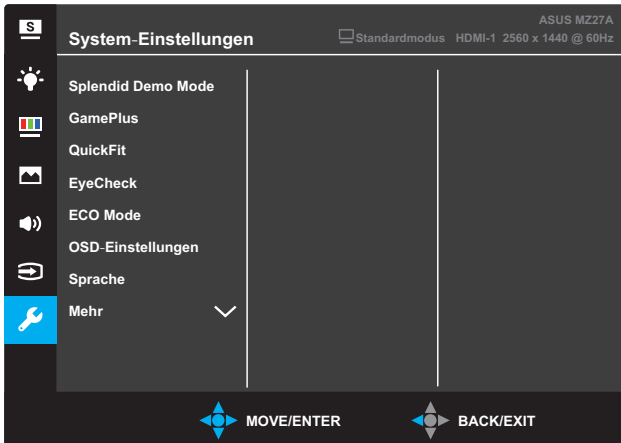 S
ASUS MZ27A
System-Einstellungen
Standardmodus HDMI-1 2560 x 1440 @ 60Hz
Splendid Demo Mode
GamePlus
QuickFit
EyeCheck
ECO Mode
OSD-Einstellungen
Sprache
Mehr
MOVE/ENTER BACK/EXIT